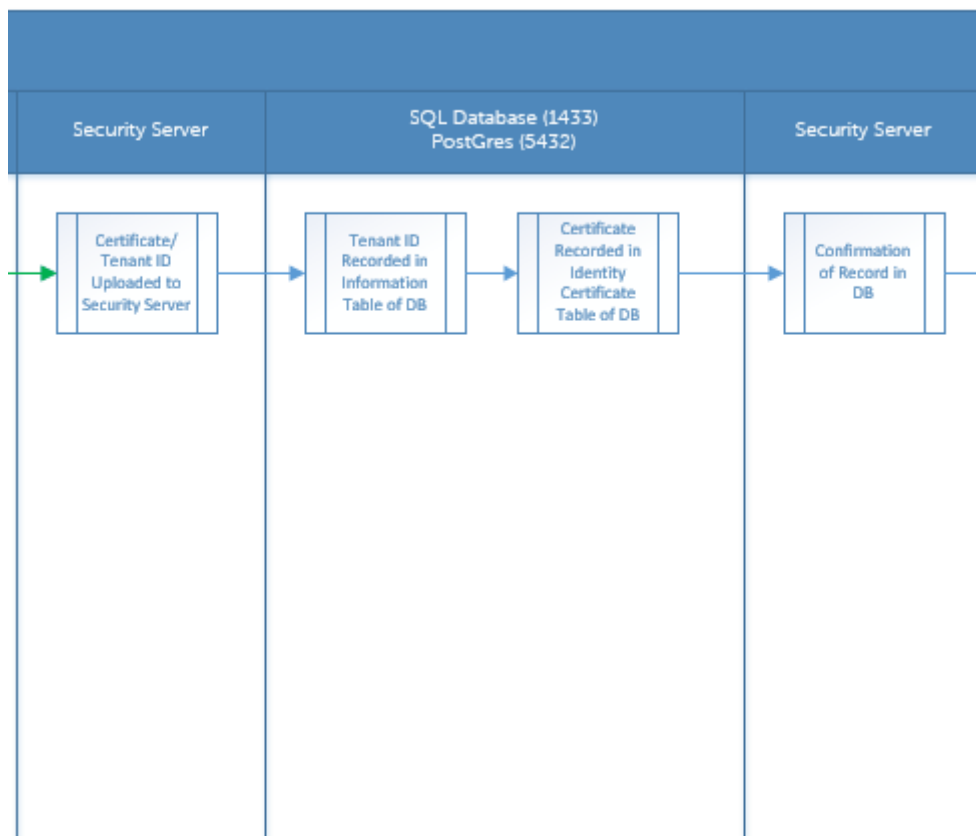 Security Server
SQL Database (1433)
PostGres (5432)
Security Server
Certificate/
Tenant ID
Uploaded to
Security Server
Tenant ID
Recorded in
Information
Table of DB
Certificate
Recorded in
Identity
Certificate
Table of DB
Confirmation
of Record in
DB